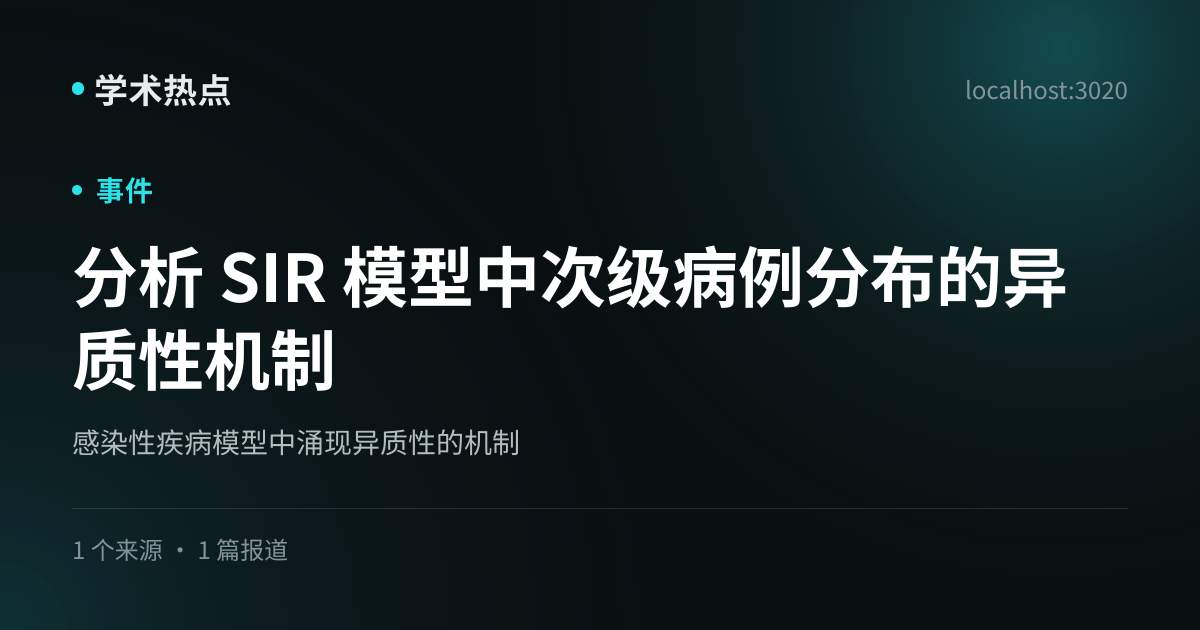 学术热点
localhost:3020
事件
分析 SIR 模型中次级病例分布的异
质性机制
感染性疾病模型中涌现异质性的机制
1 个来源 · 1 篇报道